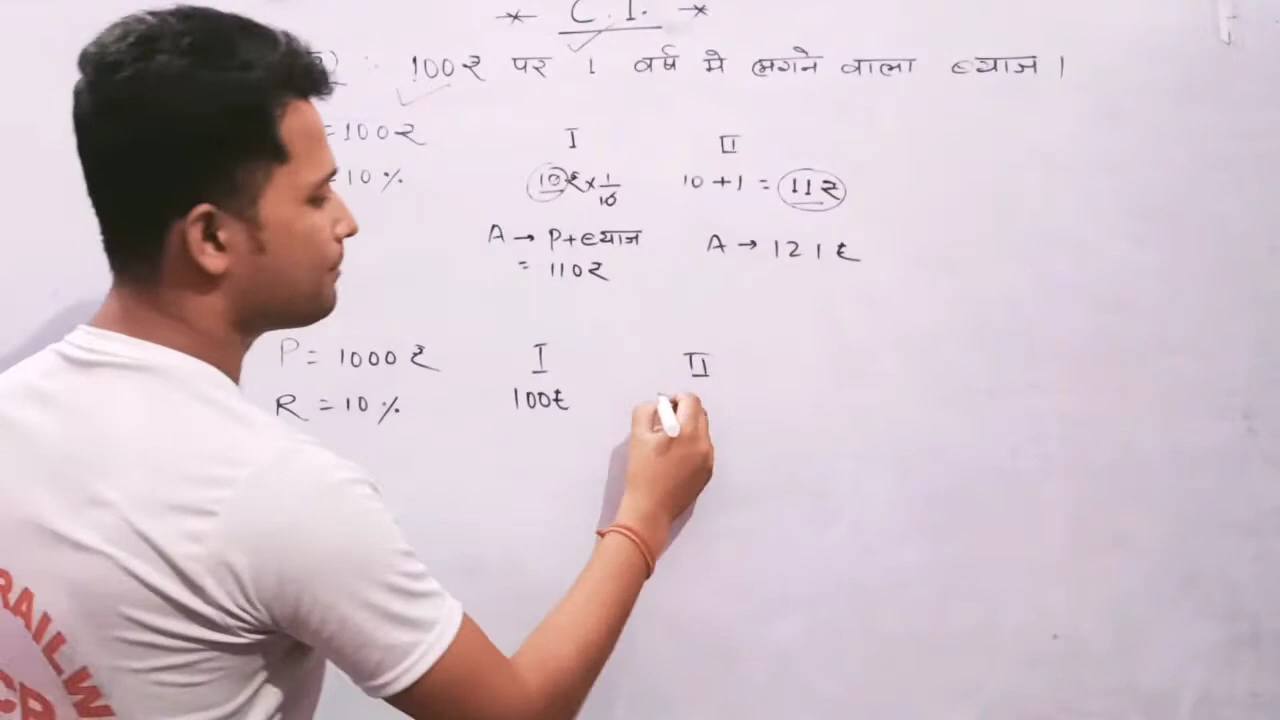 C. I.
100₹ पर 1 वर्ष मे लगने वाला ब्याज ।
=100₹
I II
=10% 10₹×1/10 10+1 = 11₹
A → P+ब्याज A → 121₹
= 110₹
P = 1000₹ I II
R = 10% 100₹
RAILW